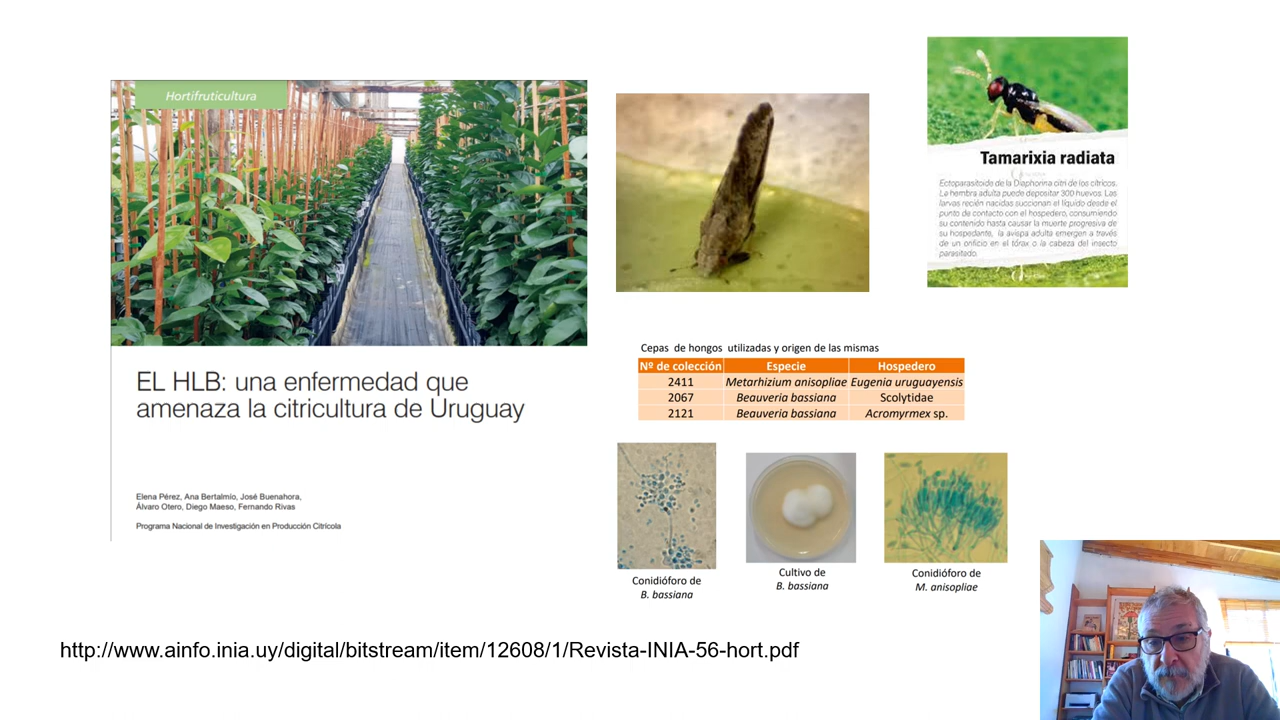 Hortifruticultura
EL HLB: una enfermedad que
amenaza la citricultura de Uruguay
Elena Pérez, Ana Bertalmío, José Buenahora,
Álvaro Otero, Diego Maeso, Fernando Rivas
Programa Nacional de Investigación en Producción Citrícola
Tamarixia radiata
Ectoparasitoide de la Diaphorina citri de los cítricos.
La hembra adulta puede depositar 300 huevos. Las
larvas recién nacidas succionan el líquido desde el
punto de contacto con el hospedero, consumiendo
su contenido hasta causar la muerte progresiva de
su hospedante, la avispa adulta emergen a través
de un orificio en el tórax o la cabeza del insecto
parasitado.
Cepas de hongos utilizadas y origen de las mismas
Nº de colección Especie Hospedero
2411 Metarhizium anisopliae Eugenia uruguayensis
2067 Beauveria bassiana Scolytidae
2121 Beauveria bassiana Acromyrmex sp.
Conidióforo de
B. bassiana
Cultivo de
B. bassiana
Conidióforo de
M. anisopliae
http://www.ainfo.inia.uy/digital/bitstream/item/12608/1/Revista-INIA-56-hort.pdf